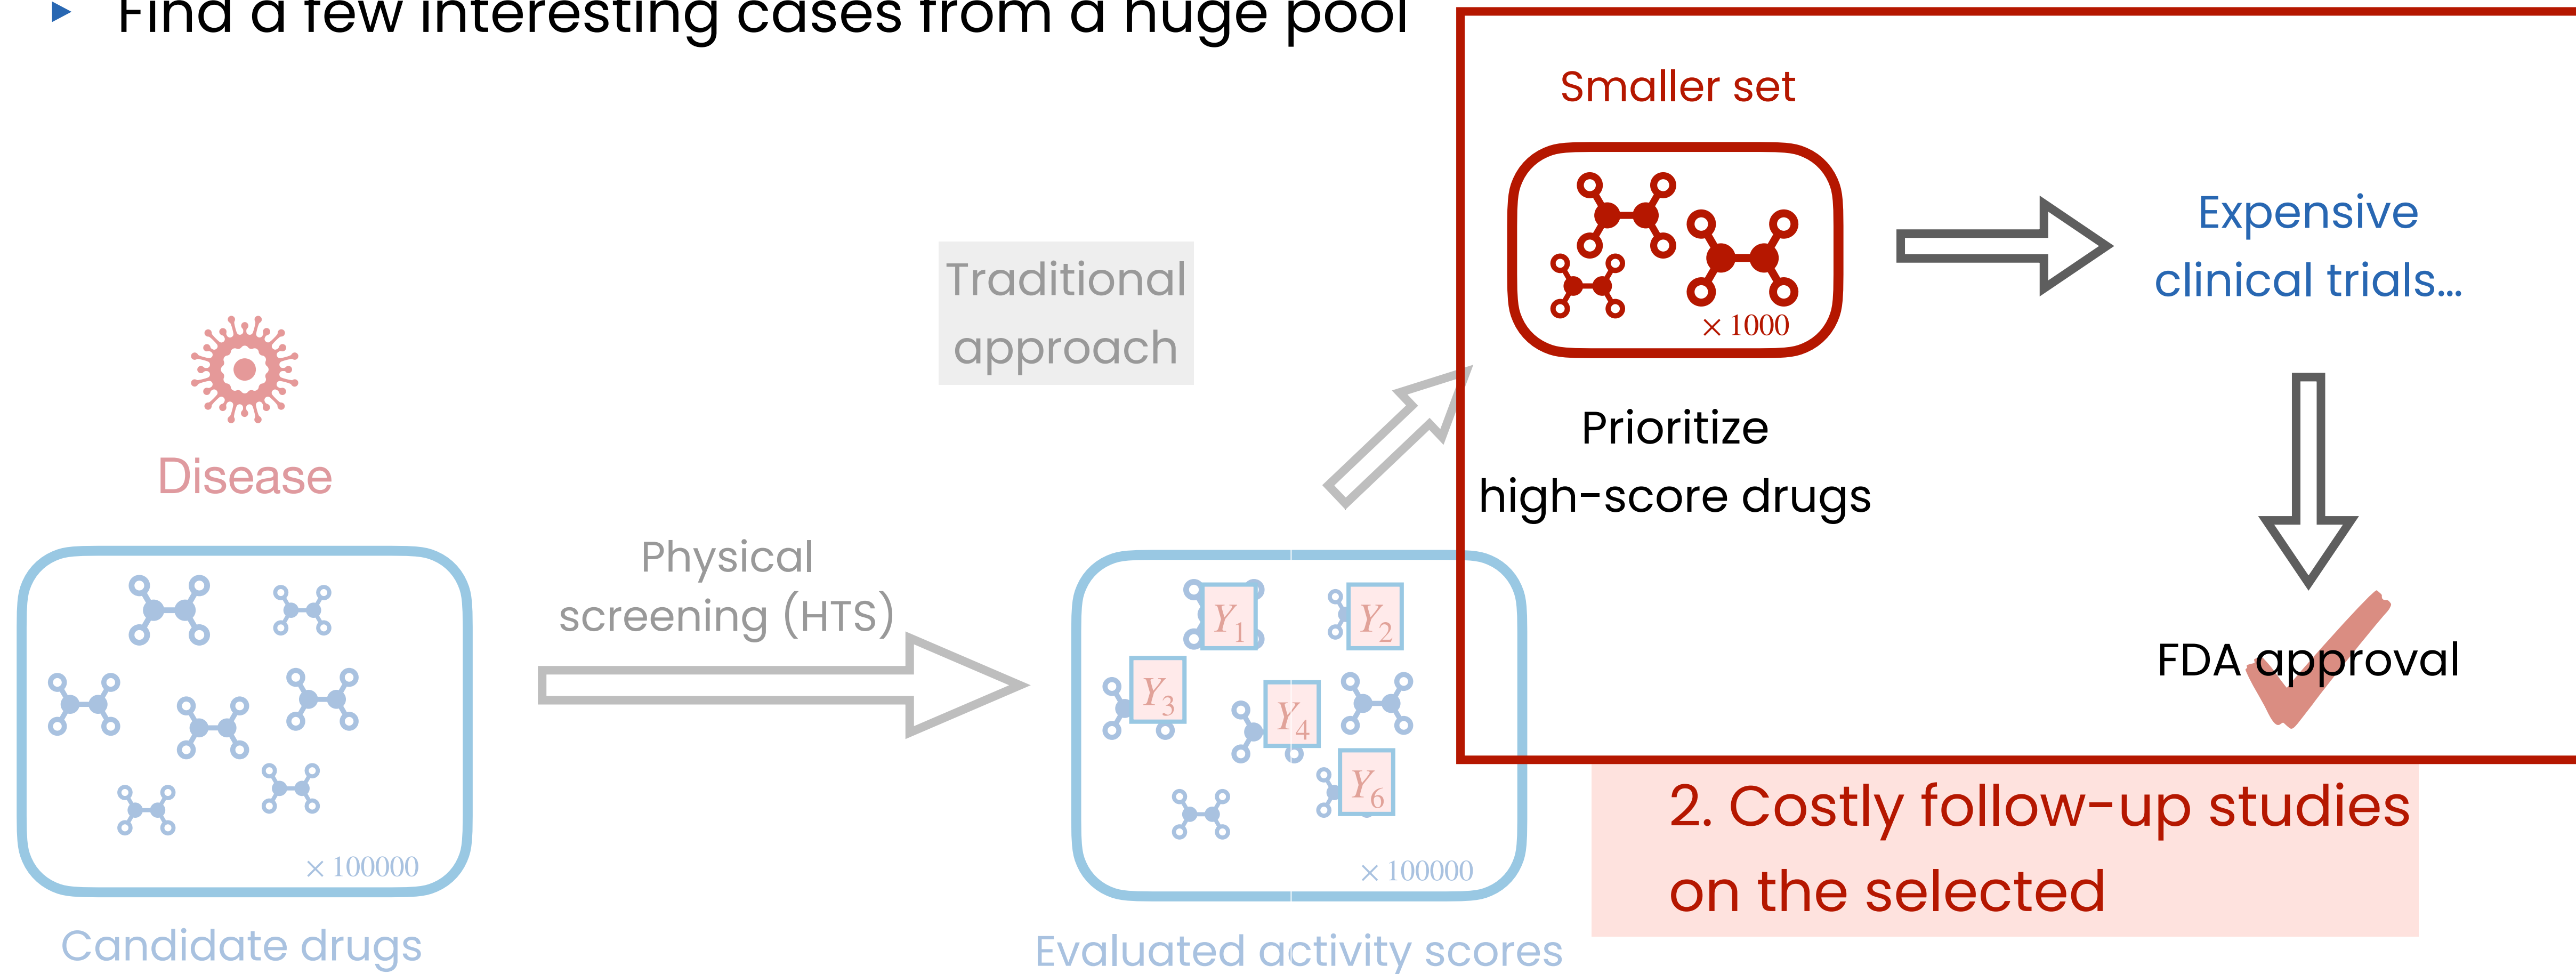 ▸ Find a few interesting cases from a huge pool
Smaller set
× 1000
Prioritize
high-score drugs
Expensive
clinical trials...
FDA approval
Traditional
approach
Disease
Physical
screening (HTS)
× 100000
Candidate drugs
Y1
Y2
Y3
Y4
Y6
× 100000
Evaluated activity scores
2. Costly follow-up studies
on the selected